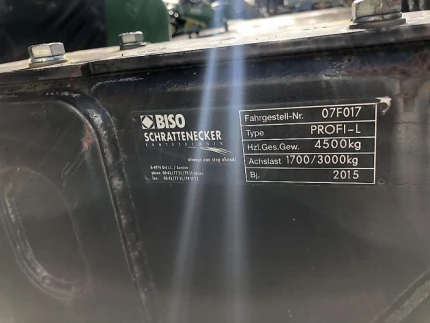 BISO
SCHRATTENECKER
LANDTECHNIK
always one step ahead!
Fahrgestell-Nr. 07F017
Type PROFI-L
Hzl.Ges.Gew. 4500kg
Achslast 1700/3000kg
Bj. 2015